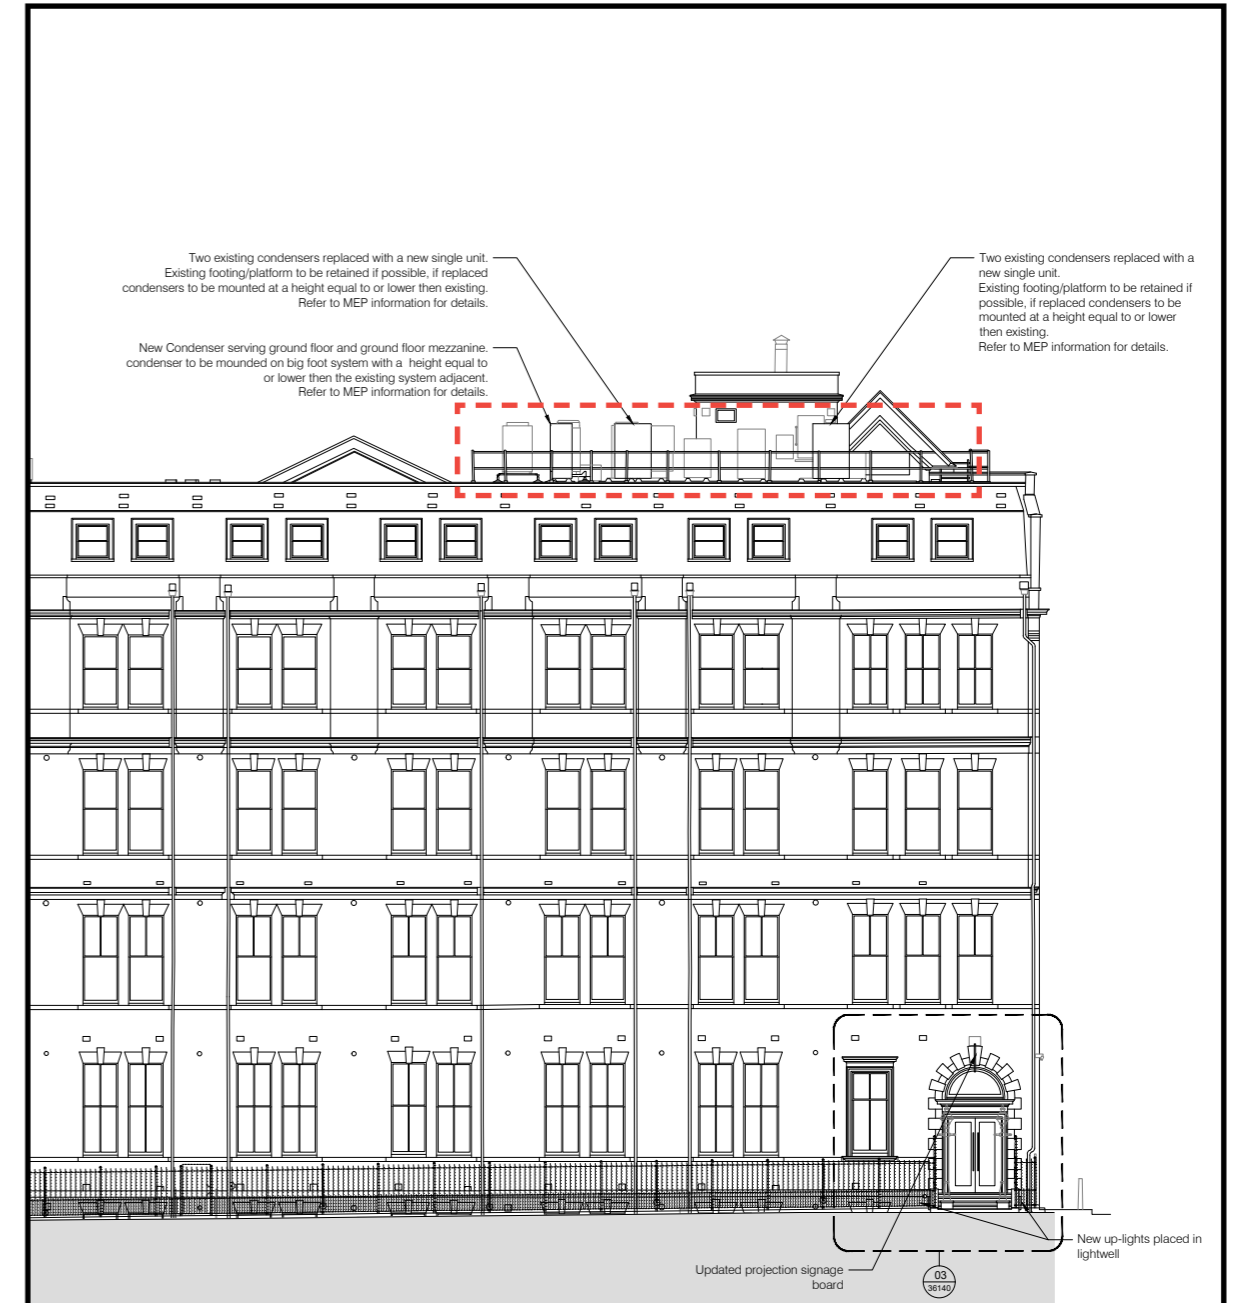 Two existing condensers replaced with a new single unit.
Existing footing/platform to be retained if possible, if replaced
condensers to be mounted at a height equal to or lower then existing.
Refer to MEP information for details.
New Condenser serving ground floor and ground floor mezzanine.
condenser to be mounded on big foot system with a height equal to
or lower then the existing system adjacent.
Refer to MEP information for details.
Two existing condensers replaced with a
new single unit.
Existing footing/platform to be retained if
possible, if replaced condensers to be
mounted at a height equal to or lower
then existing.
Refer to MEP information for details.
New up-lights placed in
lightwell
Updated projection signage
board
03
36140